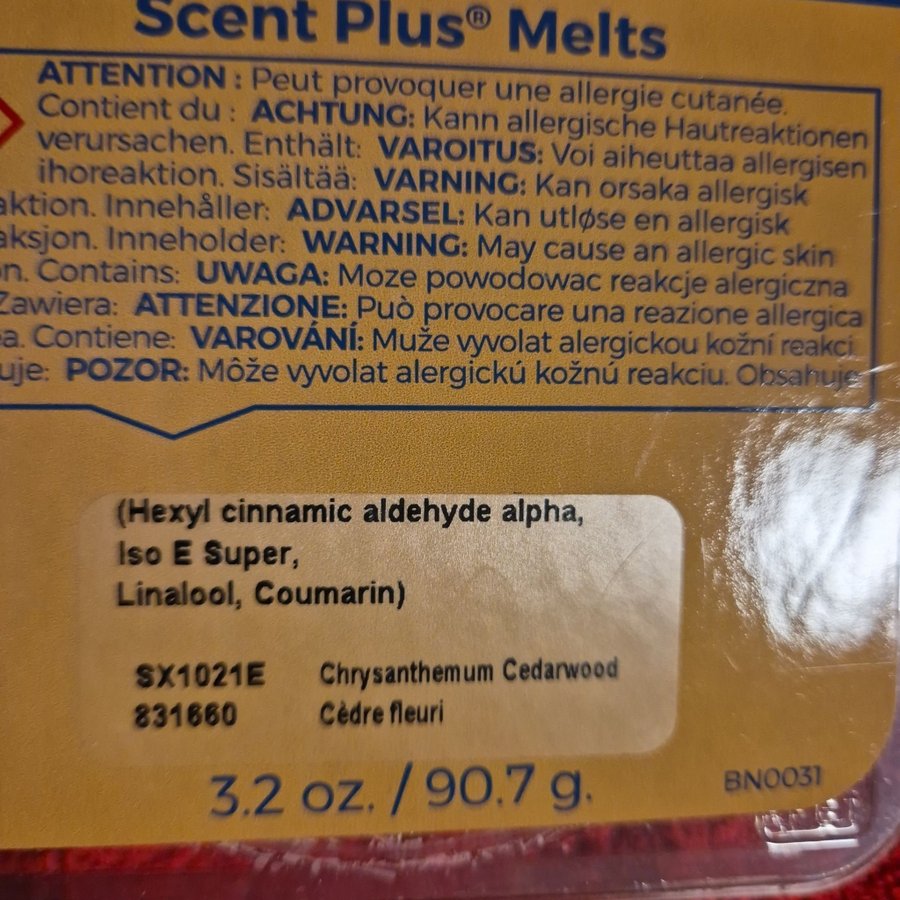 Scent Plus® Melts
ATTENTION : Peut provoquer une allergie cutanée.
Contient du : ACHTUNG: Kann allergische Hautreaktionen
verursachen. Enthält: VAROITUS: Voi aiheuttaa allergisen
ihoreaktion. Sisältää: VARNING: Kan orsaka allergisk
aktion. Innehåller: ADVARSEL: Kan utløse en allergisk
aksjon. Inneholder: WARNING: May cause an allergic skin
on. Contains: UWAGA: Moze powodowac reakcje alergiczna
Zawiera: ATTENZIONE: Può provocare una reazione allergica
ea. Contiene: VAROVÁNÍ: Muže vyvolat alergickou kožní reakci
uje: POZOR: Môže vyvolat alergickú kožnú reakciu. Obsahuje
(Hexyl cinnamic aldehyde alpha,
Iso E Super,
Linalool, Coumarin)
SX1021E Chrysanthemum Cedarwood
831660 Cèdre fleuri
3.2 oz. / 90.7 g.
BN0031